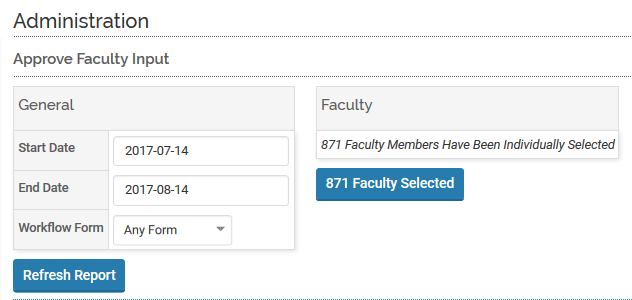 Administration
Approve Faculty Input
General
Start Date 2017-07-14
End Date 2017-08-14
Workflow Form Any Form
Refresh Report
Faculty
871 Faculty Members Have Been Individually Selected
871 Faculty Selected